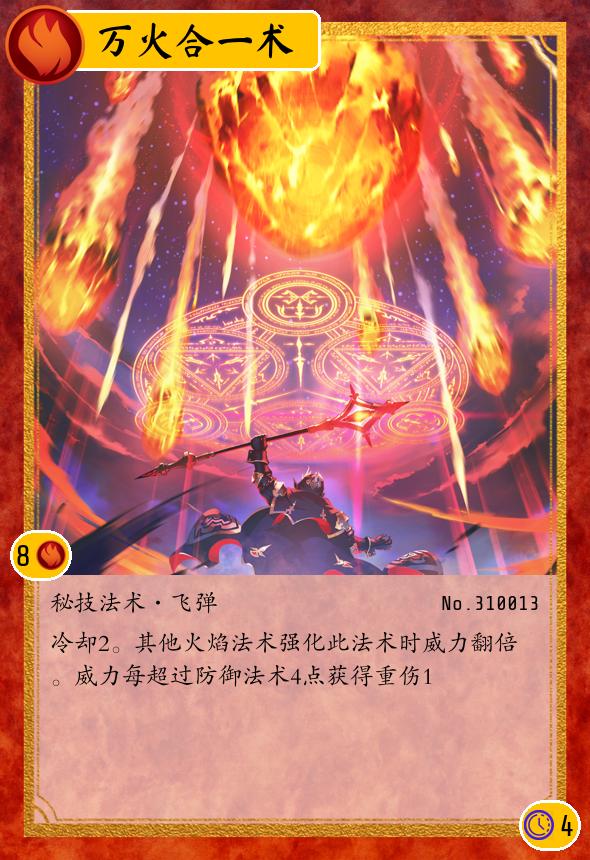 万火合一术
8
秘技法术·飞弹
No.310013
冷却2。其他火焰法术强化此法术时威力翻倍
。威力每超过防御法术4点获得重伤1
4